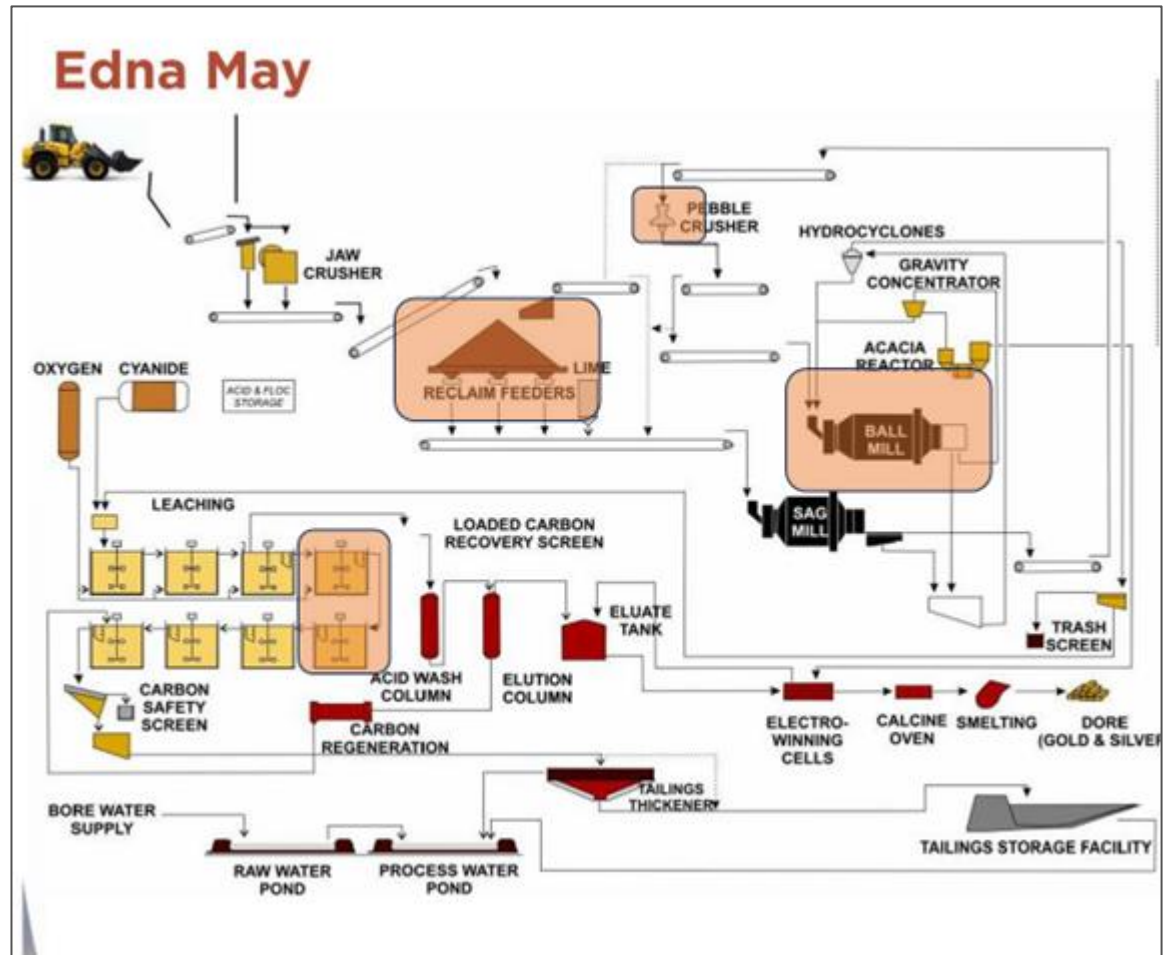 Edna May
PEBBLE
CRUSHER
HYDROCYCLONES
JAW
CRUSHER
GRAVITY
CONCENTRATOR
ACACIA
REACTOR
OXYGEN
CYANIDE
ACID & FLOC
STORAGE
LIME
RECLAIM FEEDERS
BALL
MILL
LEACHING
SAG
MILL
LOADED CARBON
RECOVERY SCREEN
ELUATE
TANK
TRASH
SCREEN
ACID WASH
COLUMN
ELUTION
COLUMN
CARBON
SAFETY
SCREEN
CARBON
REGENERATION
ELECTRO-
WINNING
CELLS
CALCINE
OVEN
SMELTING
DORE
(GOLD & SILVER
TAILINGS
THICKENER
BORE WATER
SUPPLY
TAILINGS STORAGE FACILITY
RAW WATER
POND
PROCESS WATER
POND